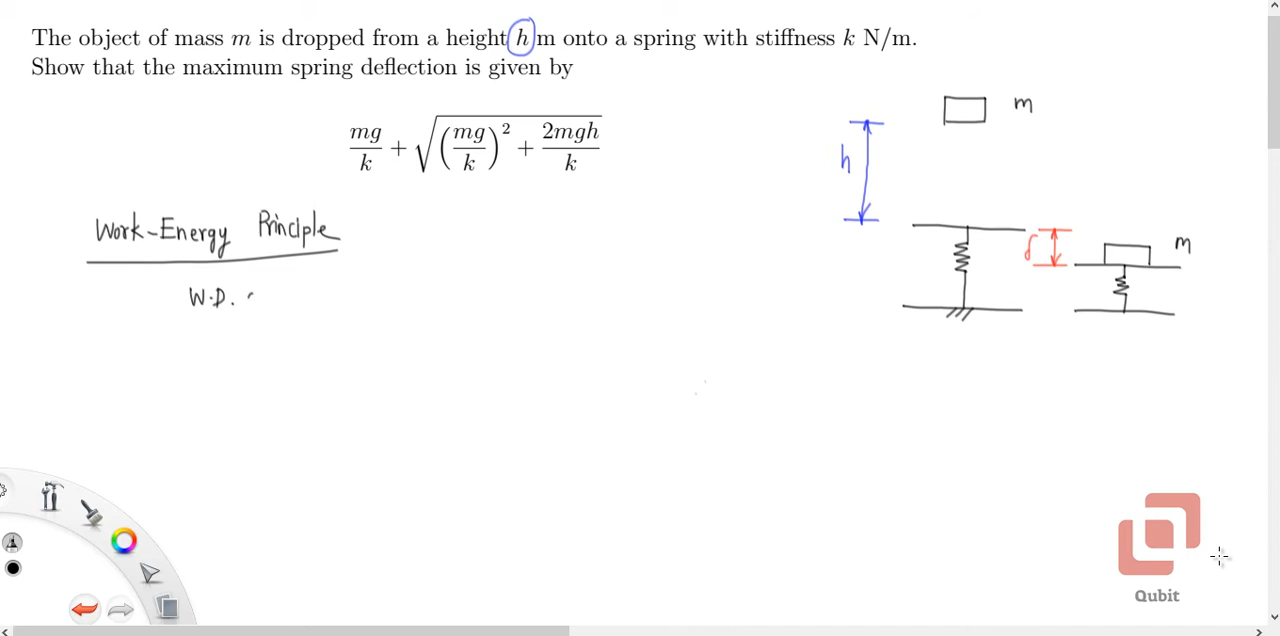 The object of mass m is dropped from a height h m onto a spring with stiffness k N/m.
Show that the maximum spring deflection is given by
mg/k + √((mg/k)² + 2mgh/k)
m
h
Work-Energy Principle
δ
m
W.D.
Qubit